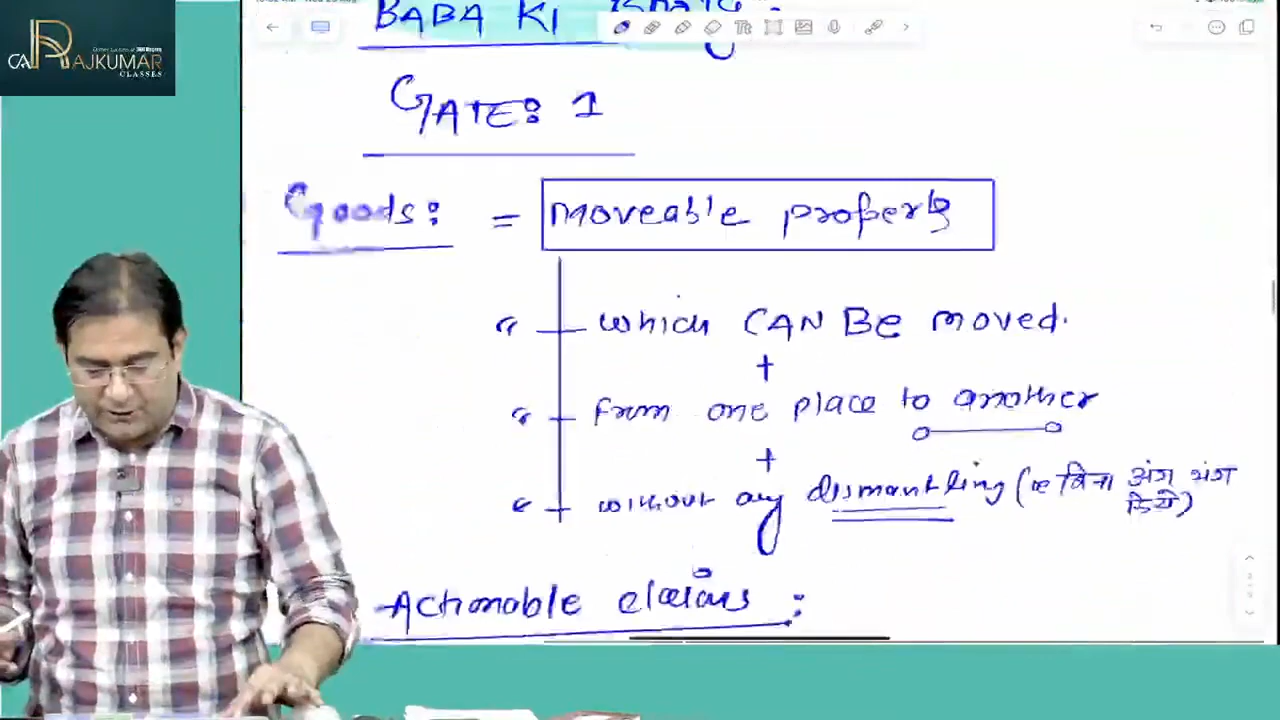 BABA KI
CA RAJKUMAR
CLASSES
GATE: 1
Goods: = moveable property
which CAN BE moved.
+
from one place to another
+
without any dismantling (बिना अंग भंग
किये)
Actionable claims: